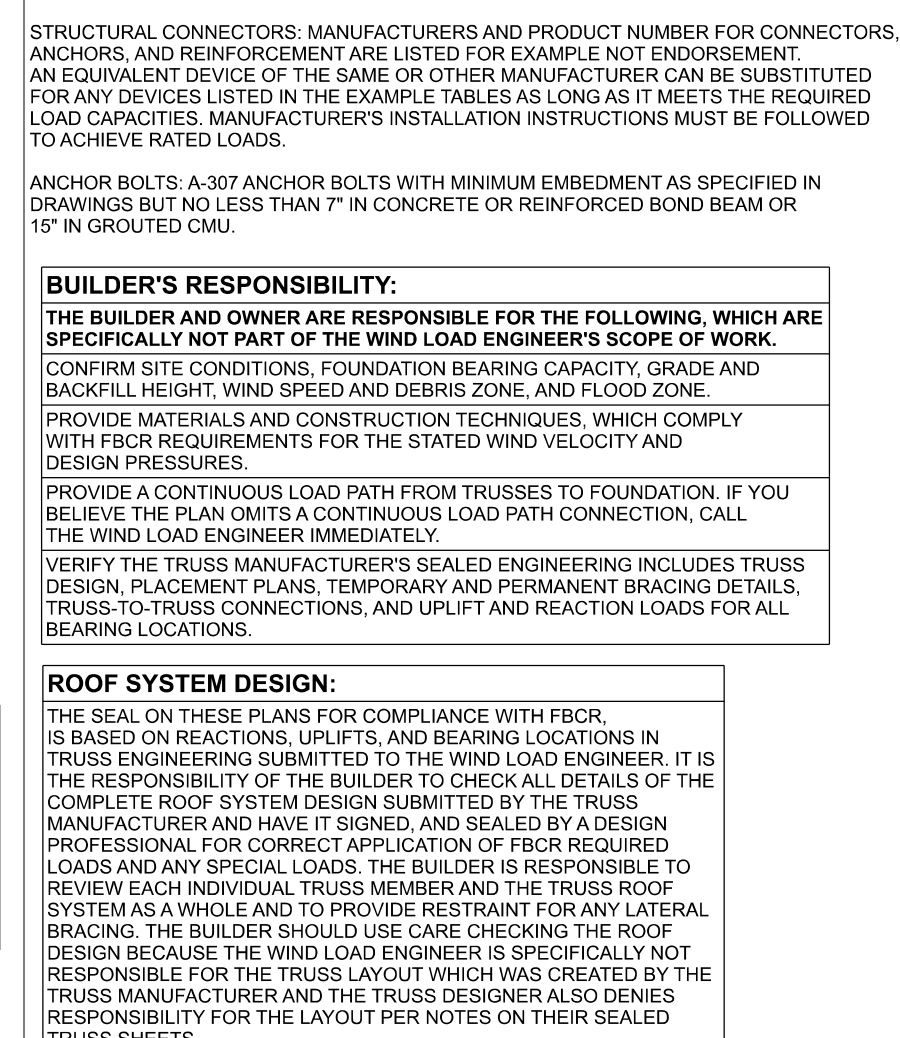 STRUCTURAL CONNECTORS: MANUFACTURERS AND PRODUCT NUMBER FOR CONNECTORS,
ANCHORS, AND REINFORCEMENT ARE LISTED FOR EXAMPLE NOT ENDORSEMENT.
AN EQUIVALENT DEVICE OF THE SAME OR OTHER MANUFACTURER CAN BE SUBSTITUTED
FOR ANY DEVICES LISTED IN THE EXAMPLE TABLES AS LONG AS IT MEETS THE REQUIRED
LOAD CAPACITIES. MANUFACTURER'S INSTALLATION INSTRUCTIONS MUST BE FOLLOWED
TO ACHIEVE RATED LOADS.
ANCHOR BOLTS: A-307 ANCHOR BOLTS WITH MINIMUM EMBEDMENT AS SPECIFIED IN
DRAWINGS BUT NO LESS THAN 7" IN CONCRETE OR REINFORCED BOND BEAM OR
15" IN GROUTED CMU.
BUILDER'S RESPONSIBILITY:
THE BUILDER AND OWNER ARE RESPONSIBLE FOR THE FOLLOWING, WHICH ARE
SPECIFICALLY NOT PART OF THE WIND LOAD ENGINEER'S SCOPE OF WORK.
CONFIRM SITE CONDITIONS, FOUNDATION BEARING CAPACITY, GRADE AND
BACKFILL HEIGHT, WIND SPEED AND DEBRIS ZONE, AND FLOOD ZONE.
PROVIDE MATERIALS AND CONSTRUCTION TECHNIQUES, WHICH COMPLY
WITH FBCR REQUIREMENTS FOR THE STATED WIND VELOCITY AND
DESIGN PRESSURES.
PROVIDE A CONTINUOUS LOAD PATH FROM TRUSSES TO FOUNDATION. IF YOU
BELIEVE THE PLAN OMITS A CONTINUOUS LOAD PATH CONNECTION, CALL
THE WIND LOAD ENGINEER IMMEDIATELY.
VERIFY THE TRUSS MANUFACTURER'S SEALED ENGINEERING INCLUDES TRUSS
DESIGN, PLACEMENT PLANS, TEMPORARY AND PERMANENT BRACING DETAILS,
TRUSS-TO-TRUSS CONNECTIONS, AND UPLIFT AND REACTION LOADS FOR ALL
BEARING LOCATIONS.
ROOF SYSTEM DESIGN:
THE SEAL ON THESE PLANS FOR COMPLIANCE WITH FBCR,
IS BASED ON REACTIONS, UPLIFTS, AND BEARING LOCATIONS IN
TRUSS ENGINEERING SUBMITTED TO THE WIND LOAD ENGINEER. IT IS
THE RESPONSIBILITY OF THE BUILDER TO CHECK ALL DETAILS OF THE
COMPLETE ROOF SYSTEM DESIGN SUBMITTED BY THE TRUSS
MANUFACTURER AND HAVE IT SIGNED, AND SEALED BY A DESIGN
PROFESSIONAL FOR CORRECT APPLICATION OF FBCR REQUIRED
LOADS AND ANY SPECIAL LOADS. THE BUILDER IS RESPONSIBLE TO
REVIEW EACH INDIVIDUAL TRUSS MEMBER AND THE TRUSS ROOF
SYSTEM AS A WHOLE AND TO PROVIDE RESTRAINT FOR ANY LATERAL
BRACING. THE BUILDER SHOULD USE CARE CHECKING THE ROOF
DESIGN BECAUSE THE WIND LOAD ENGINEER IS SPECIFICALLY NOT
RESPONSIBLE FOR THE TRUSS LAYOUT WHICH WAS CREATED BY THE
TRUSS MANUFACTURER AND THE TRUSS DESIGNER ALSO DENIES
RESPONSIBILITY FOR THE LAYOUT PER NOTES ON THEIR SEALED
TRUSS SHEETS